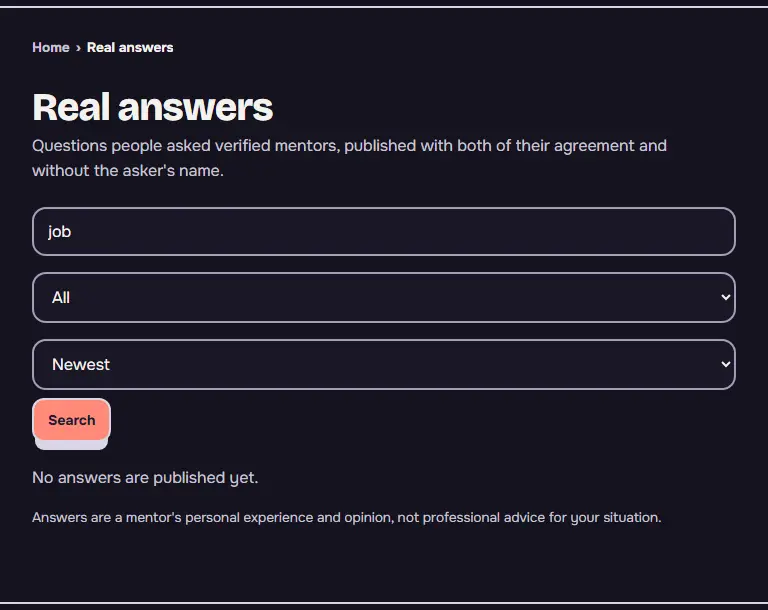 Home › Real answers
Real answers
Questions people asked verified mentors, published with both of their agreement and
without the asker's name.
job
All
Newest
Search
No answers are published yet.
Answers are a mentor's personal experience and opinion, not professional advice for your situation.